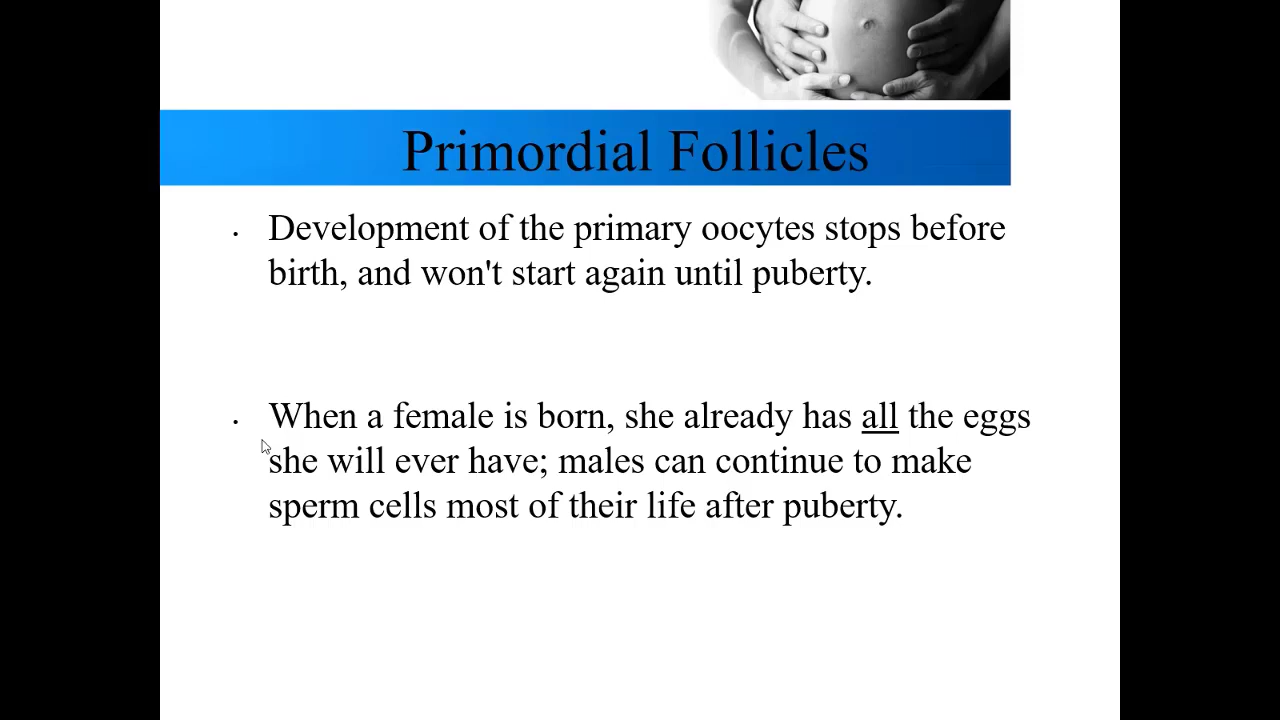 Primordial Follicles
• Development of the primary oocytes stops before
birth, and won't start again until puberty.
• When a female is born, she already has all the eggs
she will ever have; males can continue to make
sperm cells most of their life after puberty.